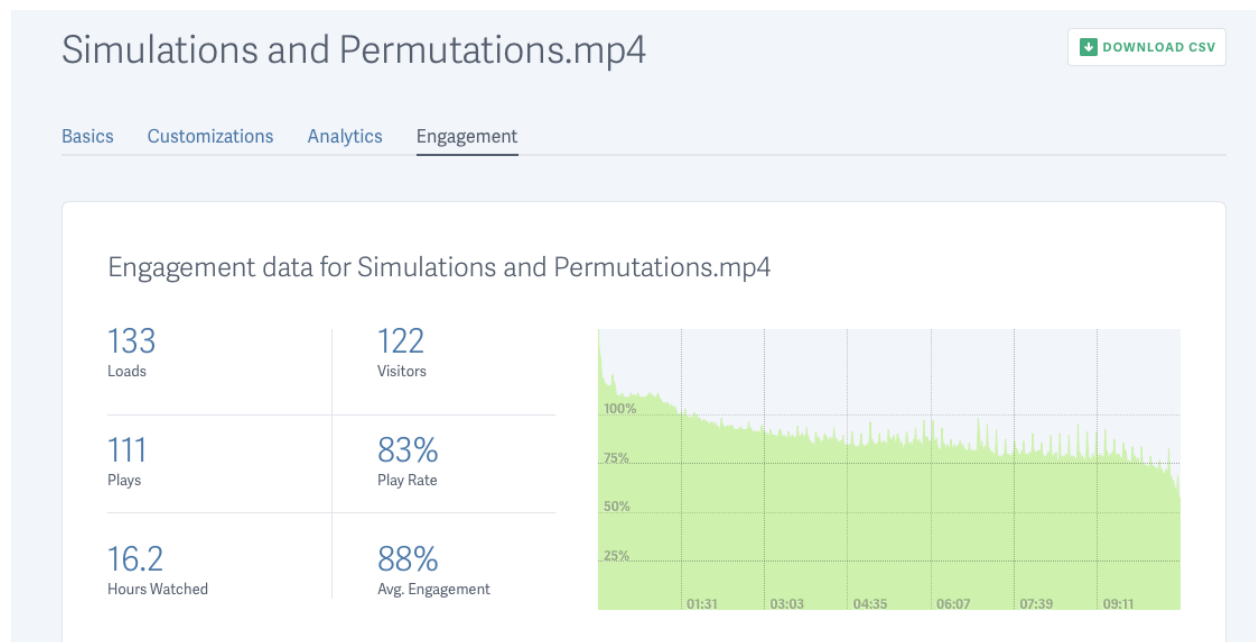 Simulations and Permutations.mp4
DOWNLOAD CSV
Basics Customizations Analytics Engagement
Engagement data for Simulations and Permutations.mp4
133
Loads
122
Visitors
111
Plays
83%
Play Rate
16.2
Hours Watched
88%
Avg. Engagement
100%
75%
50%
25%
01:31 03:03 04:35 06:07 07:39 09:11